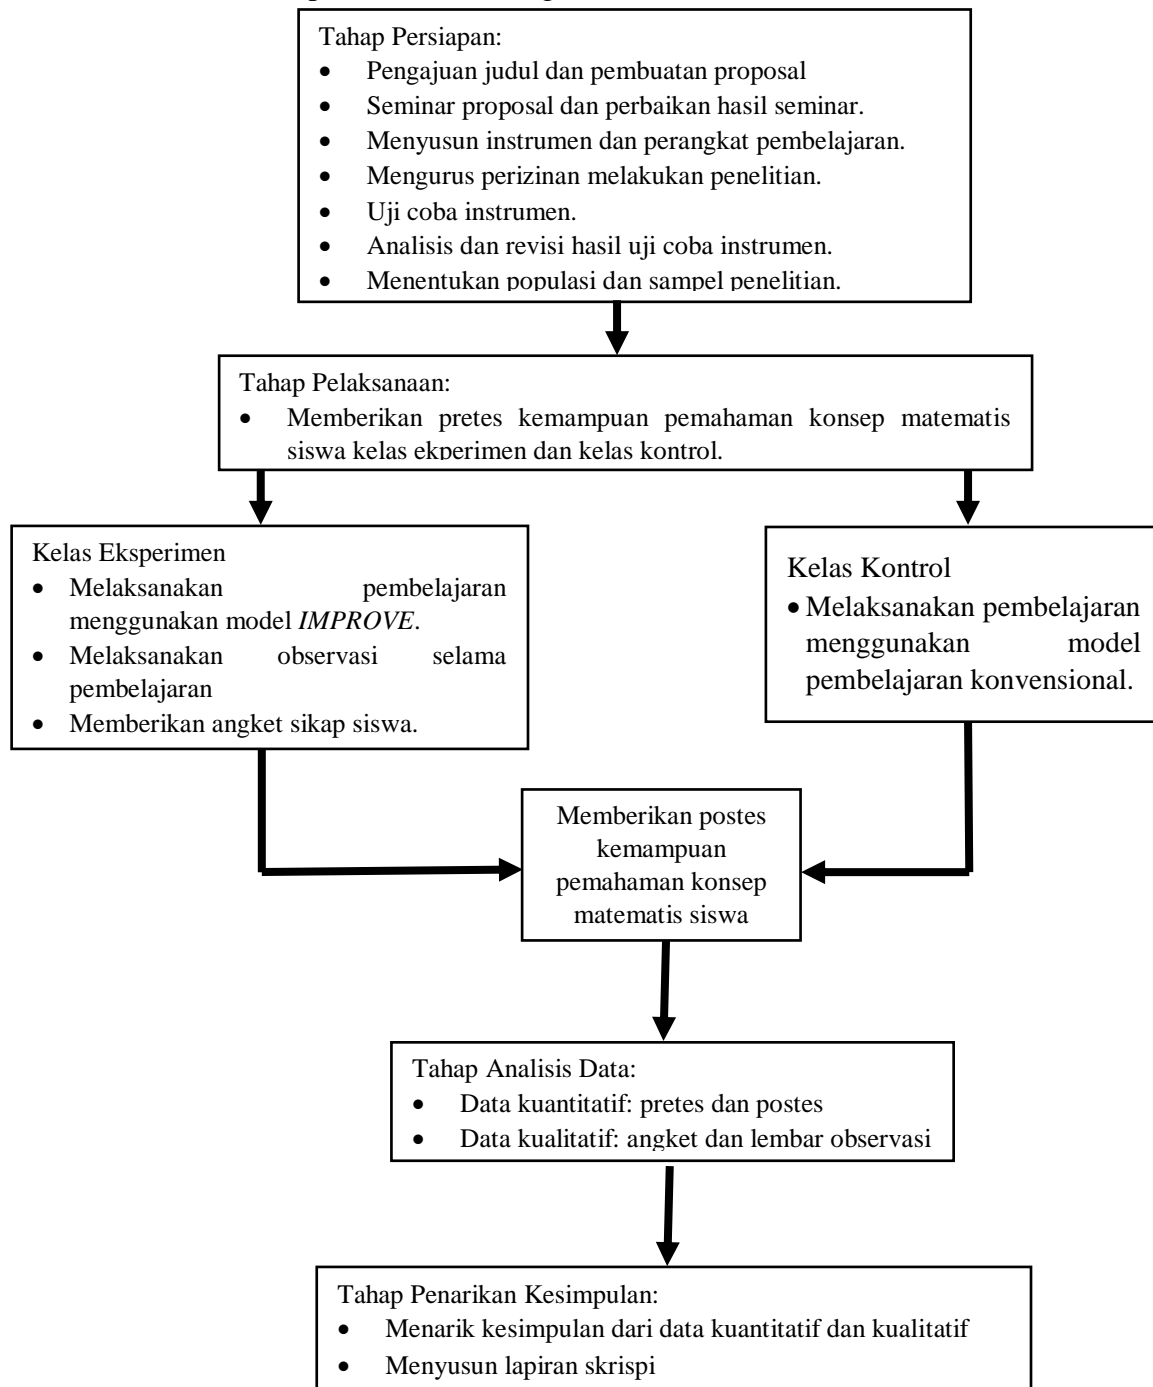 Tahap Persiapan:
• Pengajuan judul dan pembuatan proposal
• Seminar proposal dan perbaikan hasil seminar.
• Menyusun instrumen dan perangkat pembelajaran.
• Mengurus perizinan melakukan penelitian.
• Uji coba instrumen.
• Analisis dan revisi hasil uji coba instrumen.
• Menentukan populasi dan sampel penelitian.
Tahap Pelaksanaan:
• Memberikan pretes kemampuan pemahaman konsep matematis
siswa kelas ekperimen dan kelas kontrol.
Kelas Eksperimen
• Melaksanakan pembelajaran
menggunakan model IMPROVE.
• Melaksanakan observasi selama
pembelajaran
• Memberikan angket sikap siswa.
Kelas Kontrol
• Melaksanakan pembelajaran
menggunakan model
pembelajaran konvensional.
Memberikan postes
kemampuan
pemahaman konsep
matematis siswa
Tahap Analisis Data:
• Data kuantitatif: pretes dan postes
• Data kualitatif: angket dan lembar observasi
Tahap Penarikan Kesimpulan:
• Menarik kesimpulan dari data kuantitatif dan kualitatif
• Menyusun lapiran skrispi